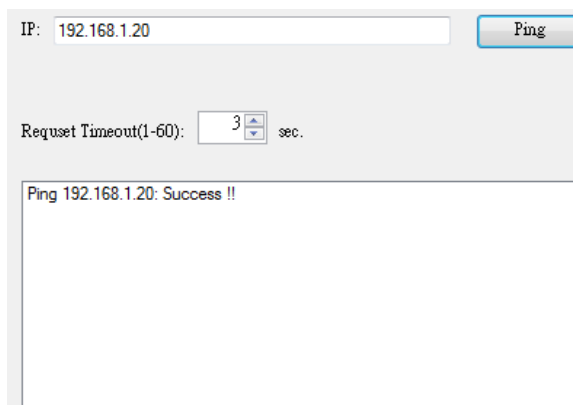 IP: 192.168.1.20 Ping
Requset Timeout(1-60): 3 sec.
Ping 192.168.1.20: Success !!